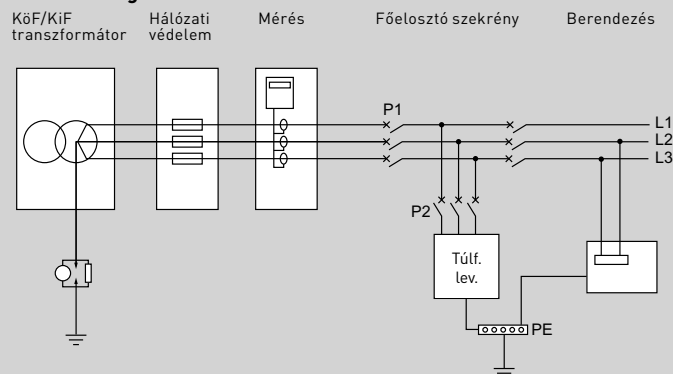 KöF/KiF
transzformátor
Hálózati
védelem
Mérés
Főelosztó szekrény
Berendezés
P1
L1
L2
L3
P2
Túlf.
lev.
PE